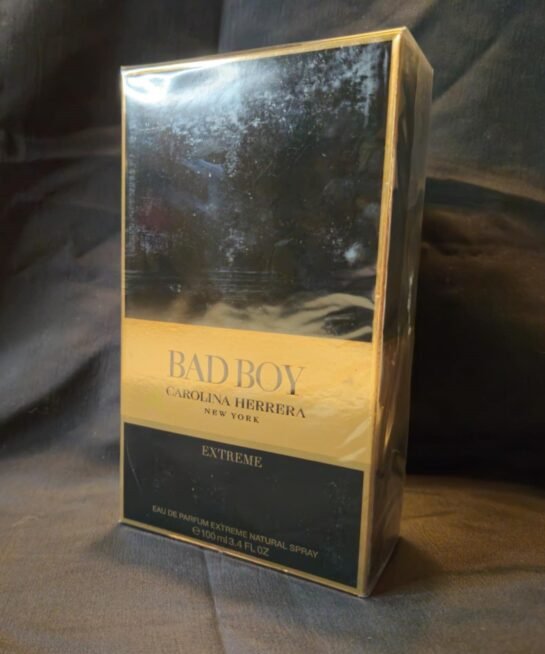 BAD BOY
CAROLINA HERRERA
NEW YORK
EXTREME
EAU DE PARFUM EXTREME NATURAL SPRAY
℮100 ml 3.4 FL OZ